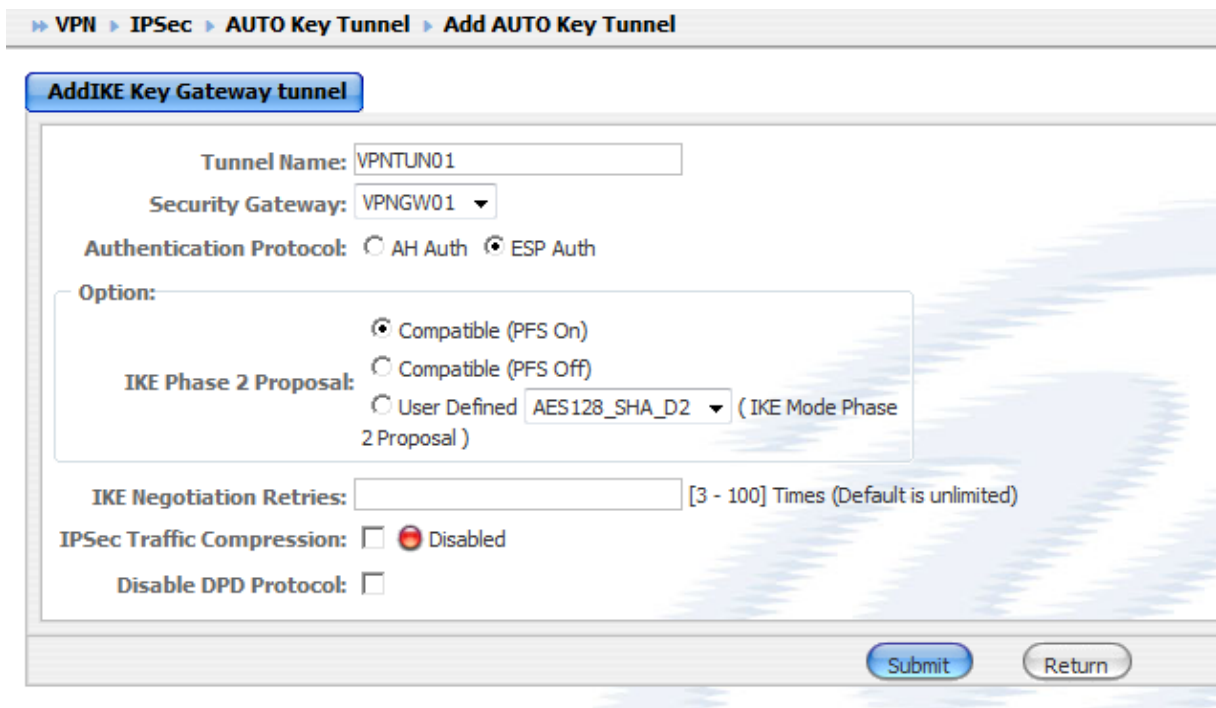 VPN IPSec AUTO Key Tunnel Add AUTO Key Tunnel
AddIKE Key Gateway tunnel
Tunnel Name: VPNTUN01
Security Gateway: VPNGW01
Authentication Protocol: AH Auth ESP Auth
Option:
Compatible (PFS On)
Compatible (PFS Off)
IKE Phase 2 Proposal:
User Defined AES128_SHA_D2 ( IKE Mode Phase
2 Proposal )
IKE Negotiation Retries: [3 - 100] Times (Default is unlimited)
IPSec Traffic Compression: Disabled
Disable DPD Protocol:
Submit Return